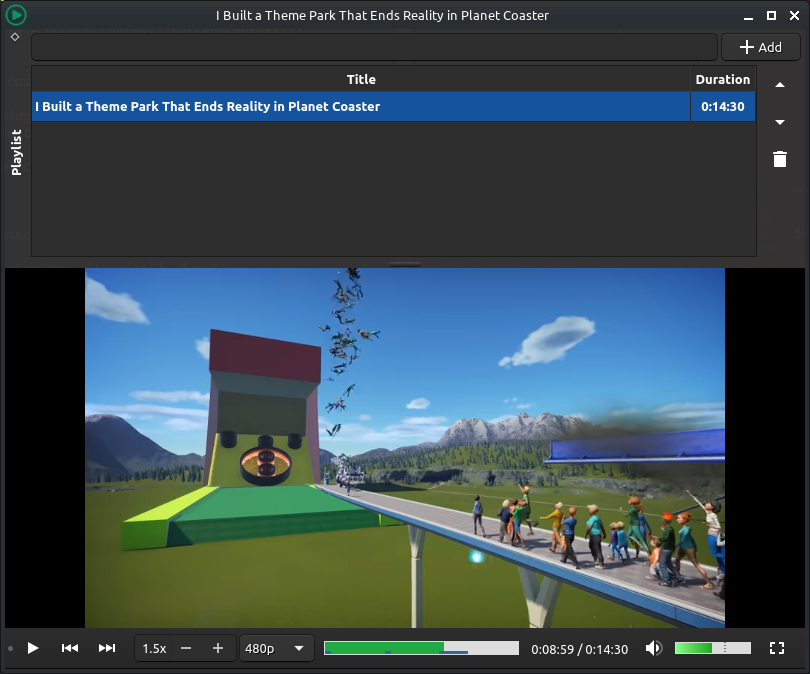 I Built a Theme Park That Ends Reality in Planet Coaster
Add
Playlist
Title Duration
I Built a Theme Park That Ends Reality in Planet Coaster 0:14:30
1.5x 480p 0:08:59 / 0:14:30